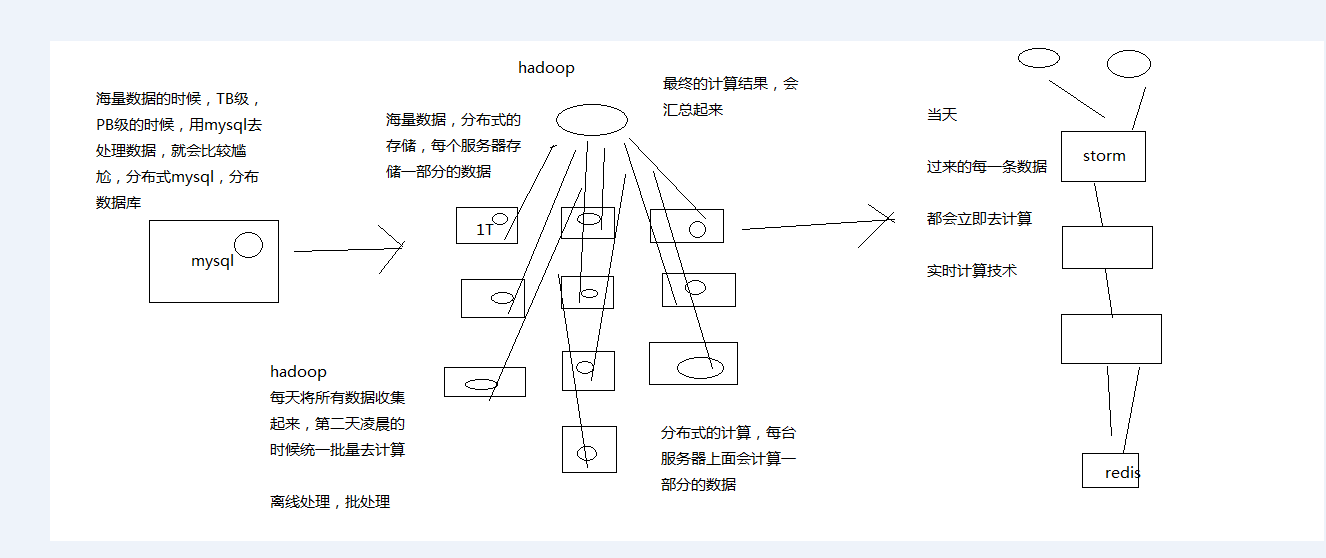 海量数据的时候，TB级，
PB级的时候，用mysql去
处理数据，就会比较尴
尬，分布式mysql，分布
数据库
mysql
hadoop
海量数据，分布式的
存储，每个服务器存
储一部分的数据
最终的计算结果，会
汇总起来
1T
hadoop
每天将所有数据收集
起来，第二天凌晨的
时候统一批量去计算
离线处理，批处理
分布式的计算，每台
服务器上面会计算一
部分的数据
当天
过来的每一条数据
都会立即去计算
实时计算技术
storm
redis